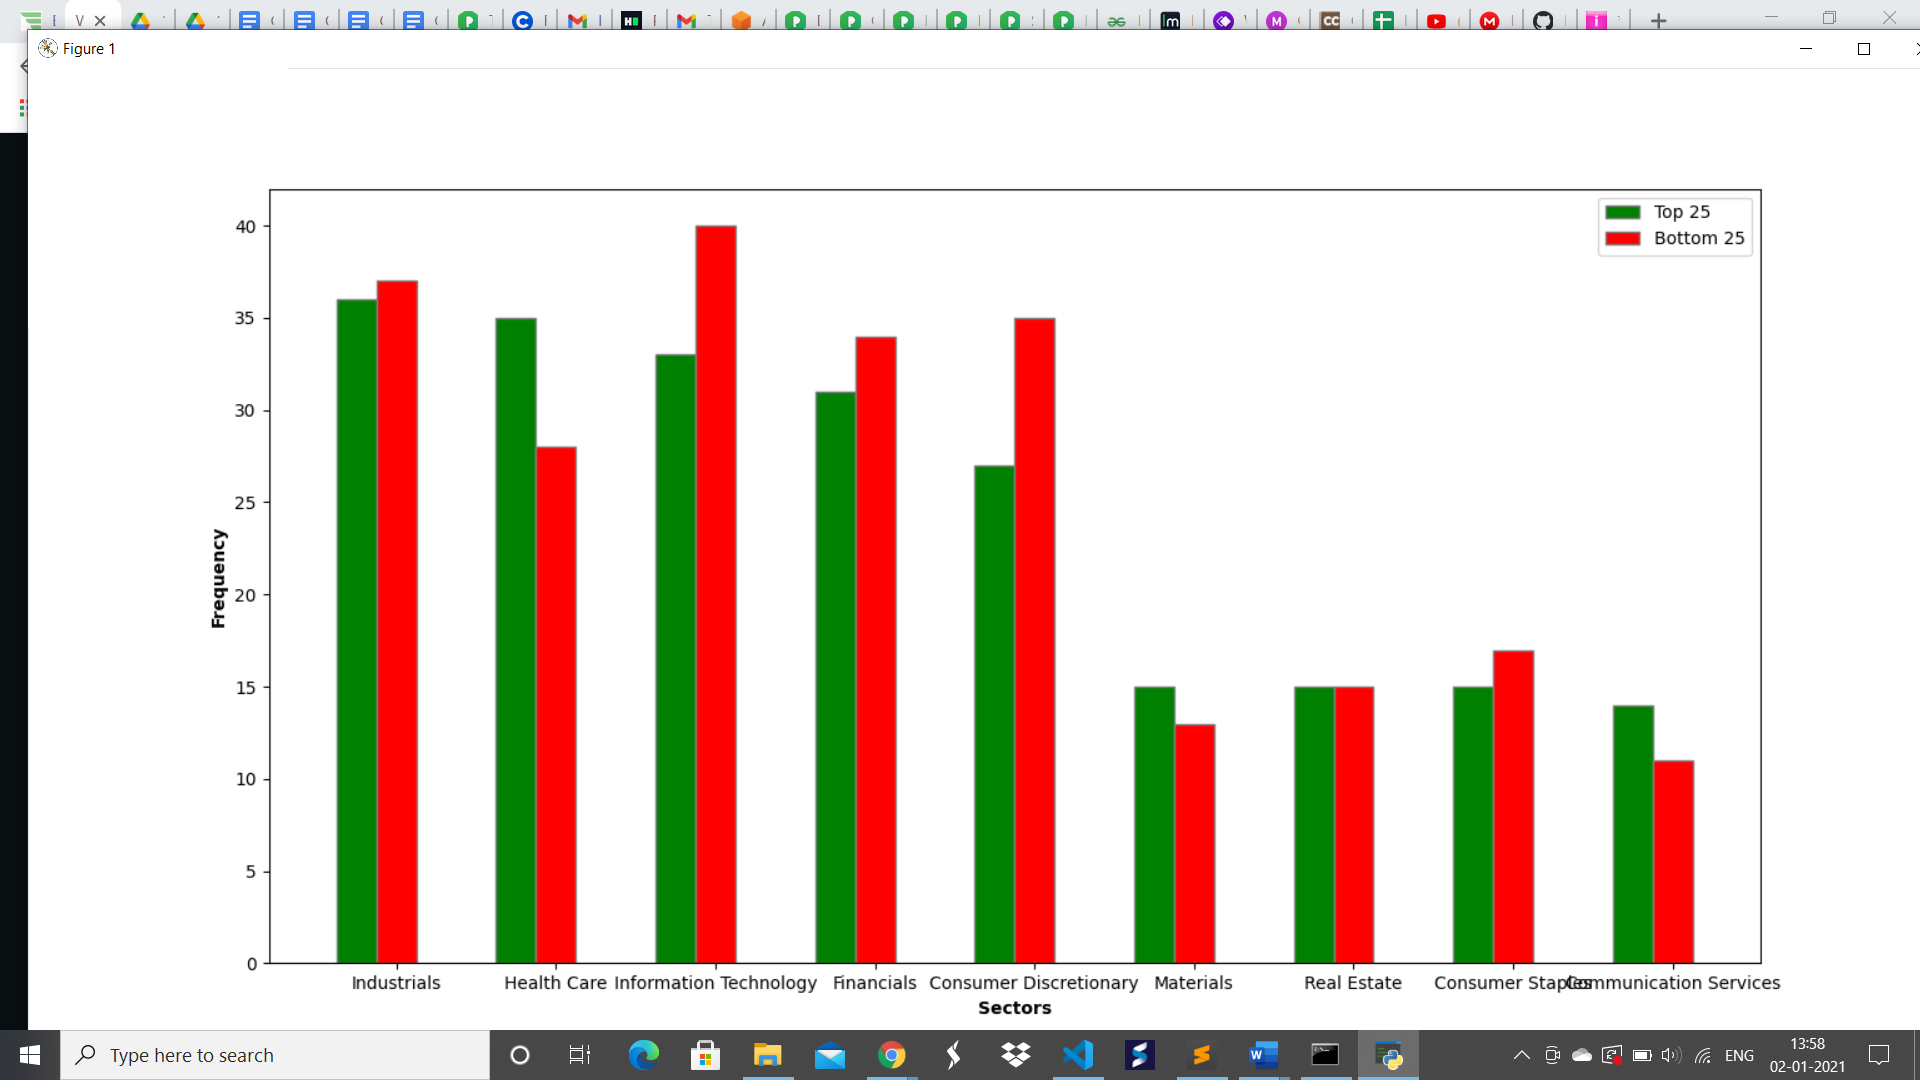 V
Figure 1
Top 25
Bottom 25
40
35
30
25
20
15
10
5
0
Frequency
Industrials Health Care Information Technology Financials Consumer Discretionary Materials Real Estate Consumer Staples Communication Services
Sectors
Type here to search
ENG
13:58
02-01-2021